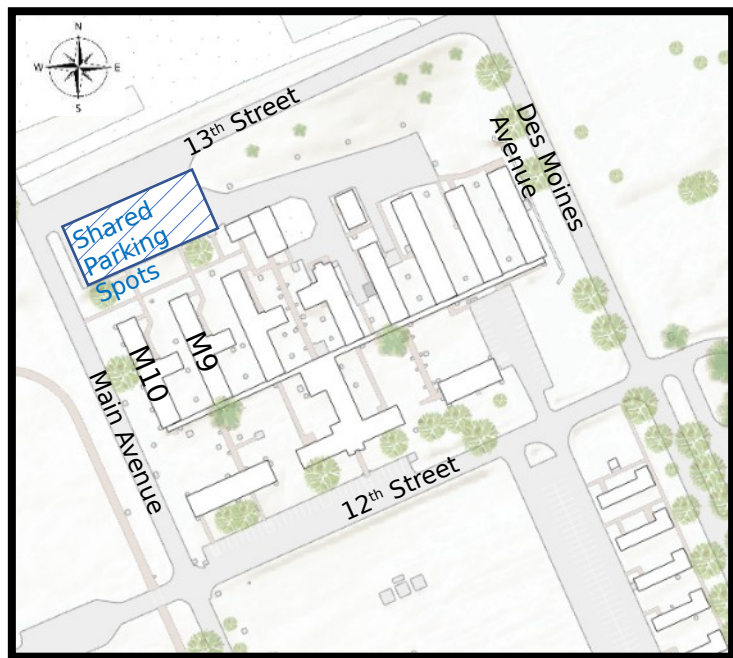 N
W E
S
13th Street
Des Moines
Avenue
Shared
Parking
Spots
M9
M10
Main Avenue
12th Street